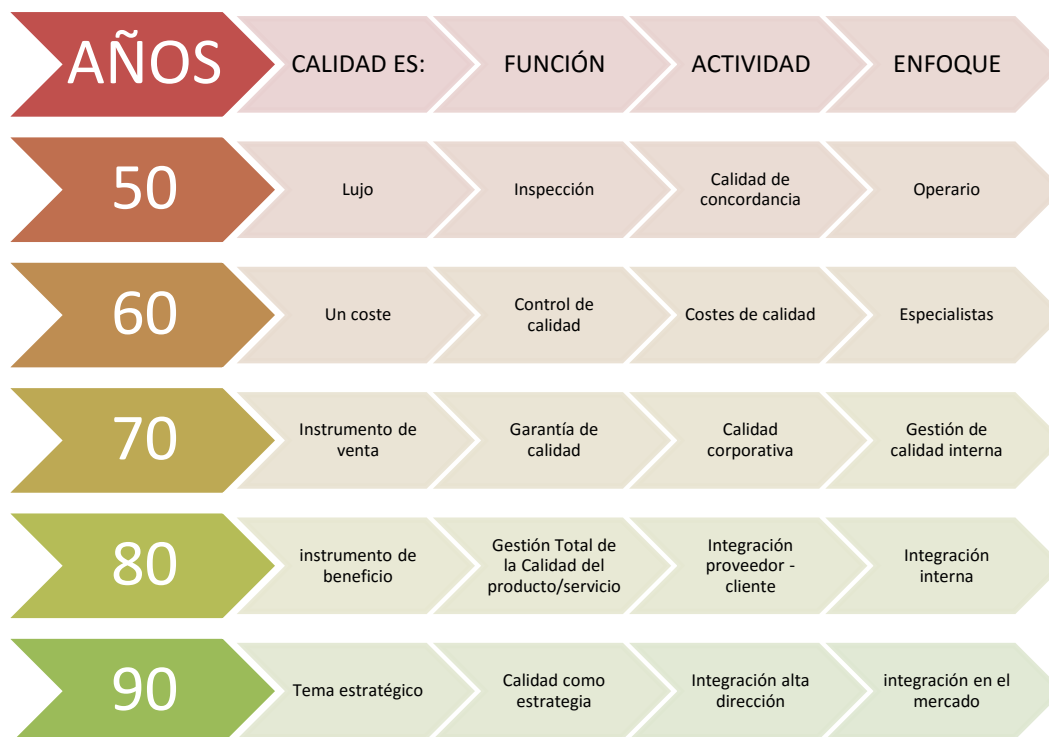 AÑOS
CALIDAD ES:
FUNCIÓN
ACTIVIDAD
ENFOQUE
50
Lujo
Inspección
Calidad de
concordancia
Operario
60
Un coste
Control de
calidad
Costes de calidad
Especialistas
70
Instrumento de
venta
Garantía de
calidad
Calidad
corporativa
Gestión de
calidad interna
80
instrumento de
beneficio
Gestión Total de
la Calidad del
producto/servicio
Integración
proveedor -
cliente
Integración
interna
90
Tema estratégico
Calidad como
estrategia
Integración alta
dirección
integración en el
mercado